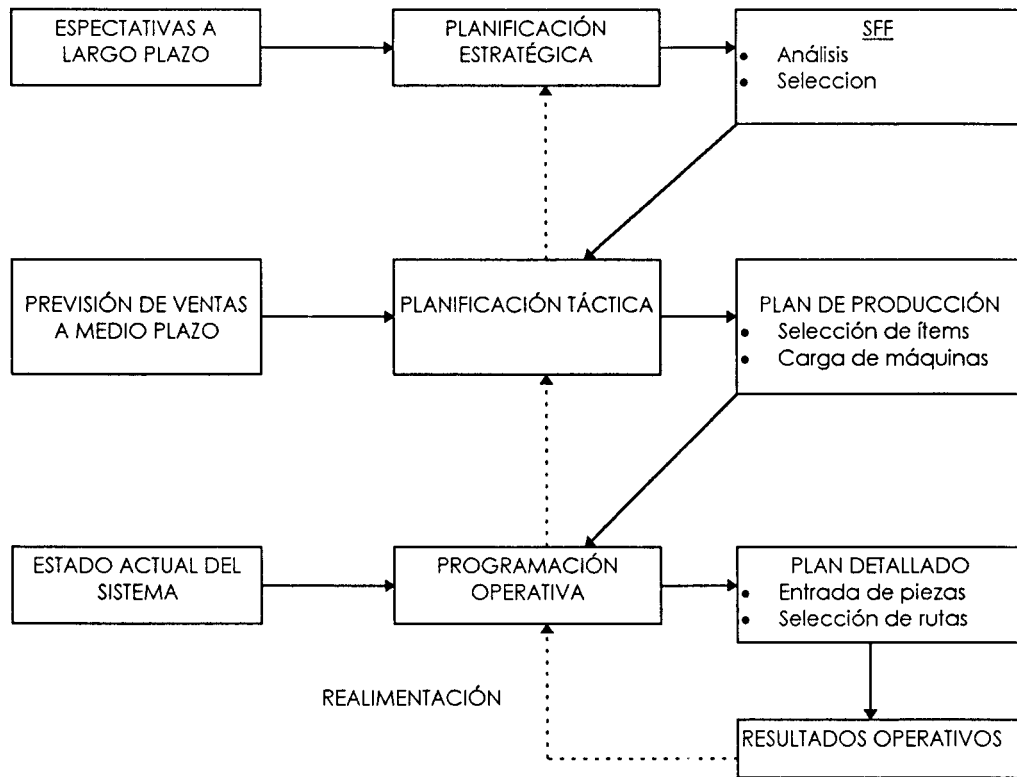 ESPECTATIVAS A
LARGO PLAZO
PLANIFICACIÓN
ESTRATÉGICA
SFF
• Análisis
• Seleccion
PREVISIÓN DE VENTAS
A MEDIO PLAZO
PLANIFICACIÓN TÁCTICA
PLAN DE PRODUCCIÓN
• Selección de ítems
• Carga de máquinas
ESTADO ACTUAL DEL
SISTEMA
PROGRAMACIÓN
OPERATIVA
PLAN DETALLADO
• Entrada de piezas
• Selección de rutas
REALIMENTACIÓN
RESULTADOS OPERATIVOS